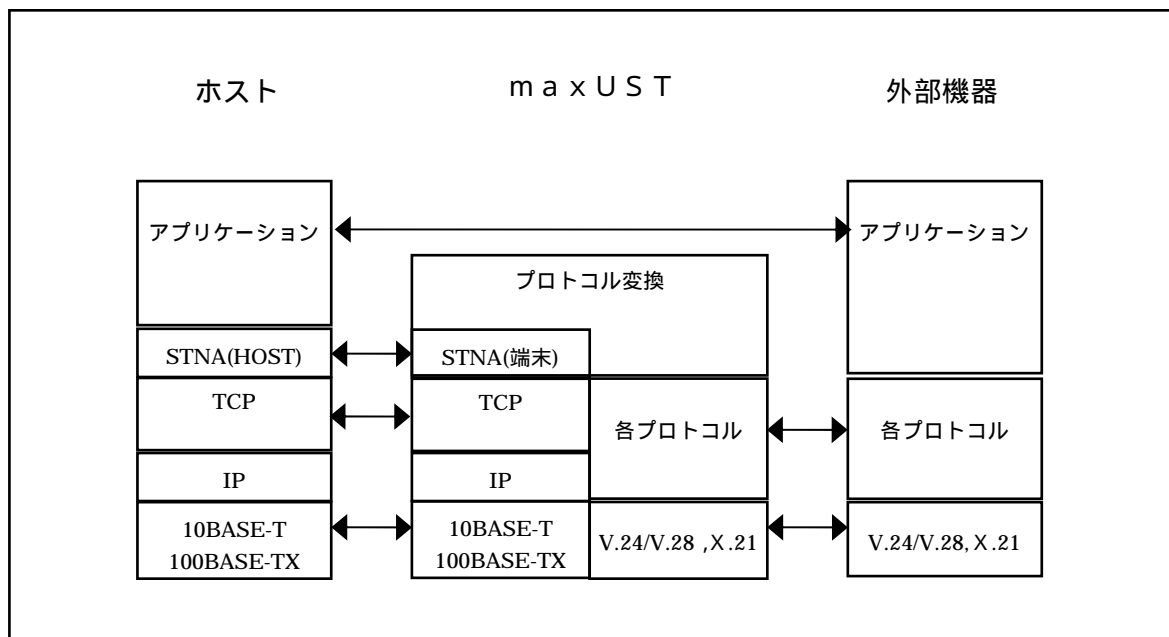 ホスト
ｍａｘＵＳＴ
外部機器
アプリケーション
アプリケーション
プロトコル変換
STNA(HOST)
STNA(端末)
TCP
TCP
各プロトコル
各プロトコル
IP
IP
10BASE-T
100BASE-TX
10BASE-T
100BASE-TX
V.24/V.28 ,Ｘ.21
V.24/V.28,Ｘ.21